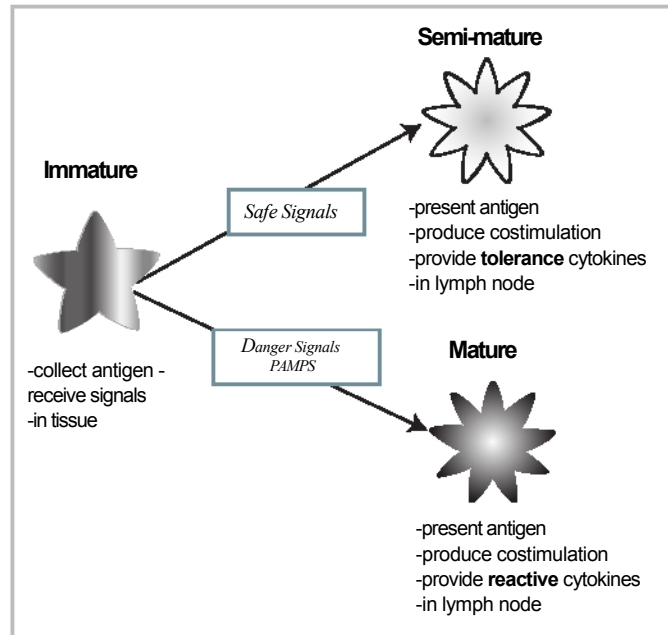 Semi-mature
Immature
Safe Signals
-present antigen
-produce costimulation
-provide tolerance cytokines
-in lymph node
Danger Signals
PAMPS
Mature
-collect antigen -
receive signals
-in tissue
-present antigen
-produce costimulation
-provide reactive cytokines
-in lymph node